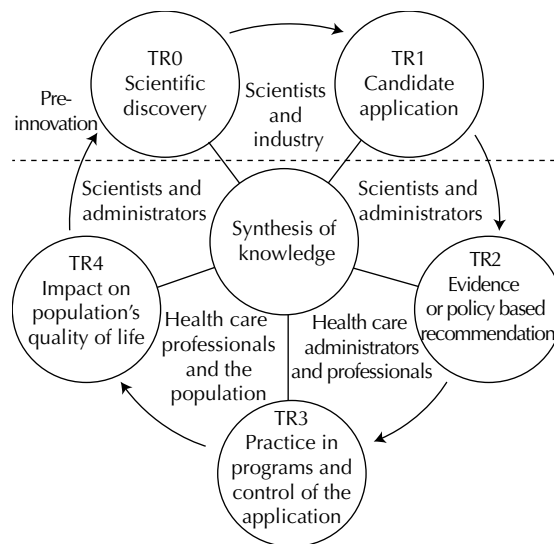 TR0
Scientific
discovery
TR1
Candidate
application
Pre-
innovation
Scientists
and
industry
Scientists and
administrators
Synthesis of
knowledge
Scientists and
administrators
TR2
Evidence
or policy based
recommendation
TR4
Impact on
population’s
quality of life
Health care
professionals
and the
population
Health care
administrators
and professionals
TR3
Practice in
programs and
control of the
application